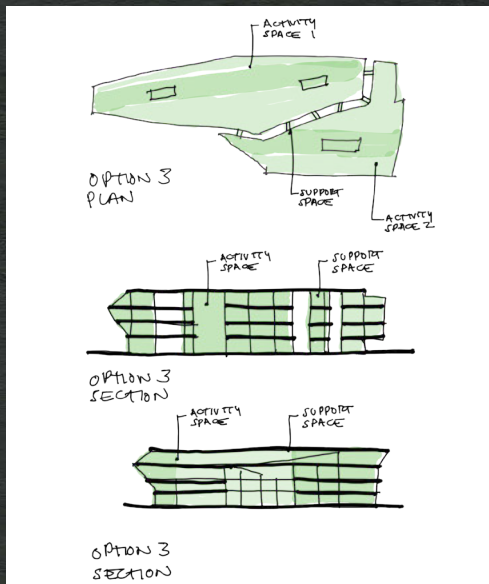 ACTIVITY
SPACE 1
OPTION 3
PLAN
SUPPORT
SPACE
ACTIVITY
SPACE 2
ACTIVITY
SPACE
SUPPORT
SPACE
OPTION 3
SECTION
ACTIVITY
SPACE
SUPPORT
SPACE
OPTION 3
SECTION